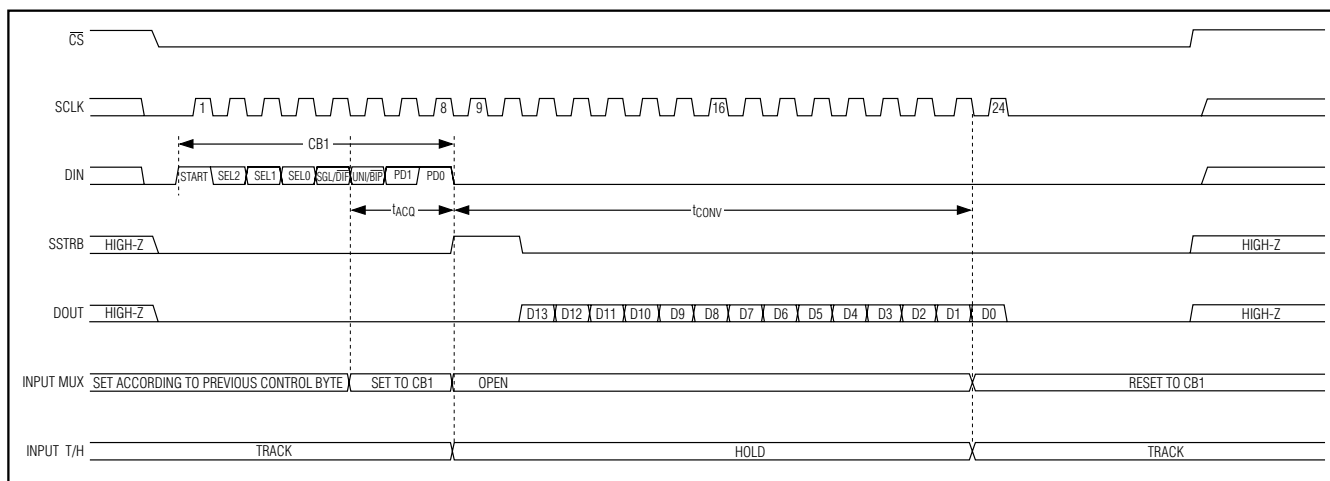 CS
SCLK 1 8 9 16 24
CB1
DIN START SEL2 SEL1 SEL0 SGL/DIF UNI/BIP PD1 PD0
tACQ tCONV
SSTRB HIGH-Z HIGH-Z
DOUT HIGH-Z D13 D12 D11 D10 D9 D8 D7 D6 D5 D4 D3 D2 D1 D0 HIGH-Z
INPUT MUX SET ACCORDING TO PREVIOUS CONTROL BYTE SET TO CB1 OPEN RESET TO CB1
INPUT T/H TRACK HOLD TRACK